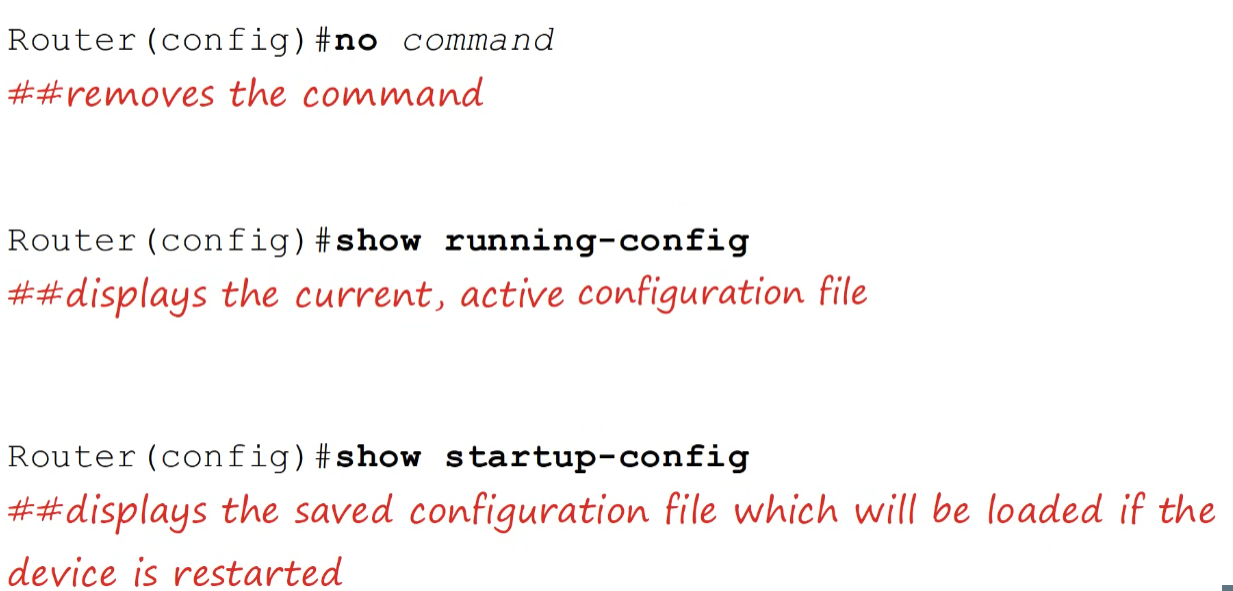 Router(config)#no command
##removes the command
Router(config)#show running-config
##displays the current, active configuration file
Router(config)#show startup-config
##displays the saved configuration file which will be loaded if the
device is restarted